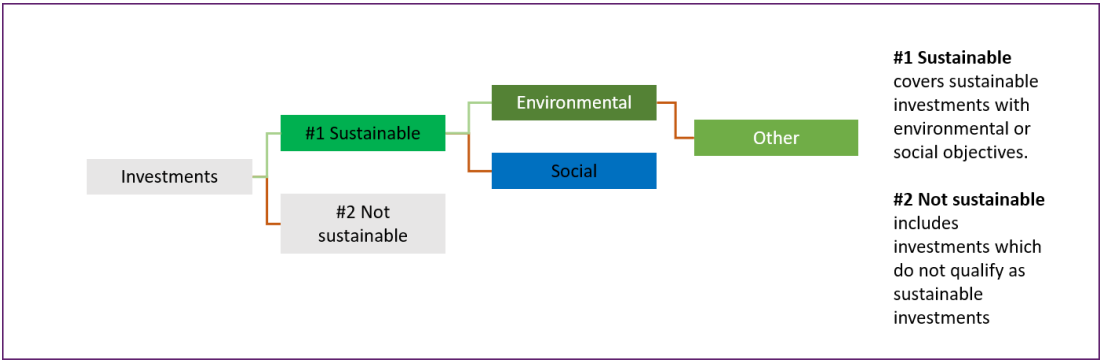 Investments
#1 Sustainable
#2 Not
sustainable
Environmental
Social
Other
#1 Sustainable
covers sustainable
investments with
environmental or
social objectives.
#2 Not sustainable
includes
investments which
do not qualify as
sustainable
investments